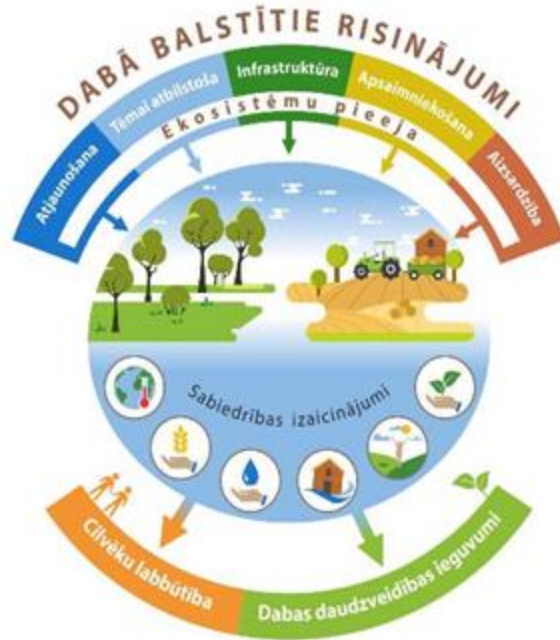 DABĀ BALSTĪTIE RISINĀJUMI
Atjaunošana
Tēmai atbilstoša
Infrastruktūra
Apsaimniekošana
Aizsardzība
Ekosistēmu pieeja
Sabiedrības izaicinājumi
Cilvēku labbūtība
Dabas daudzveidības ieguvumi